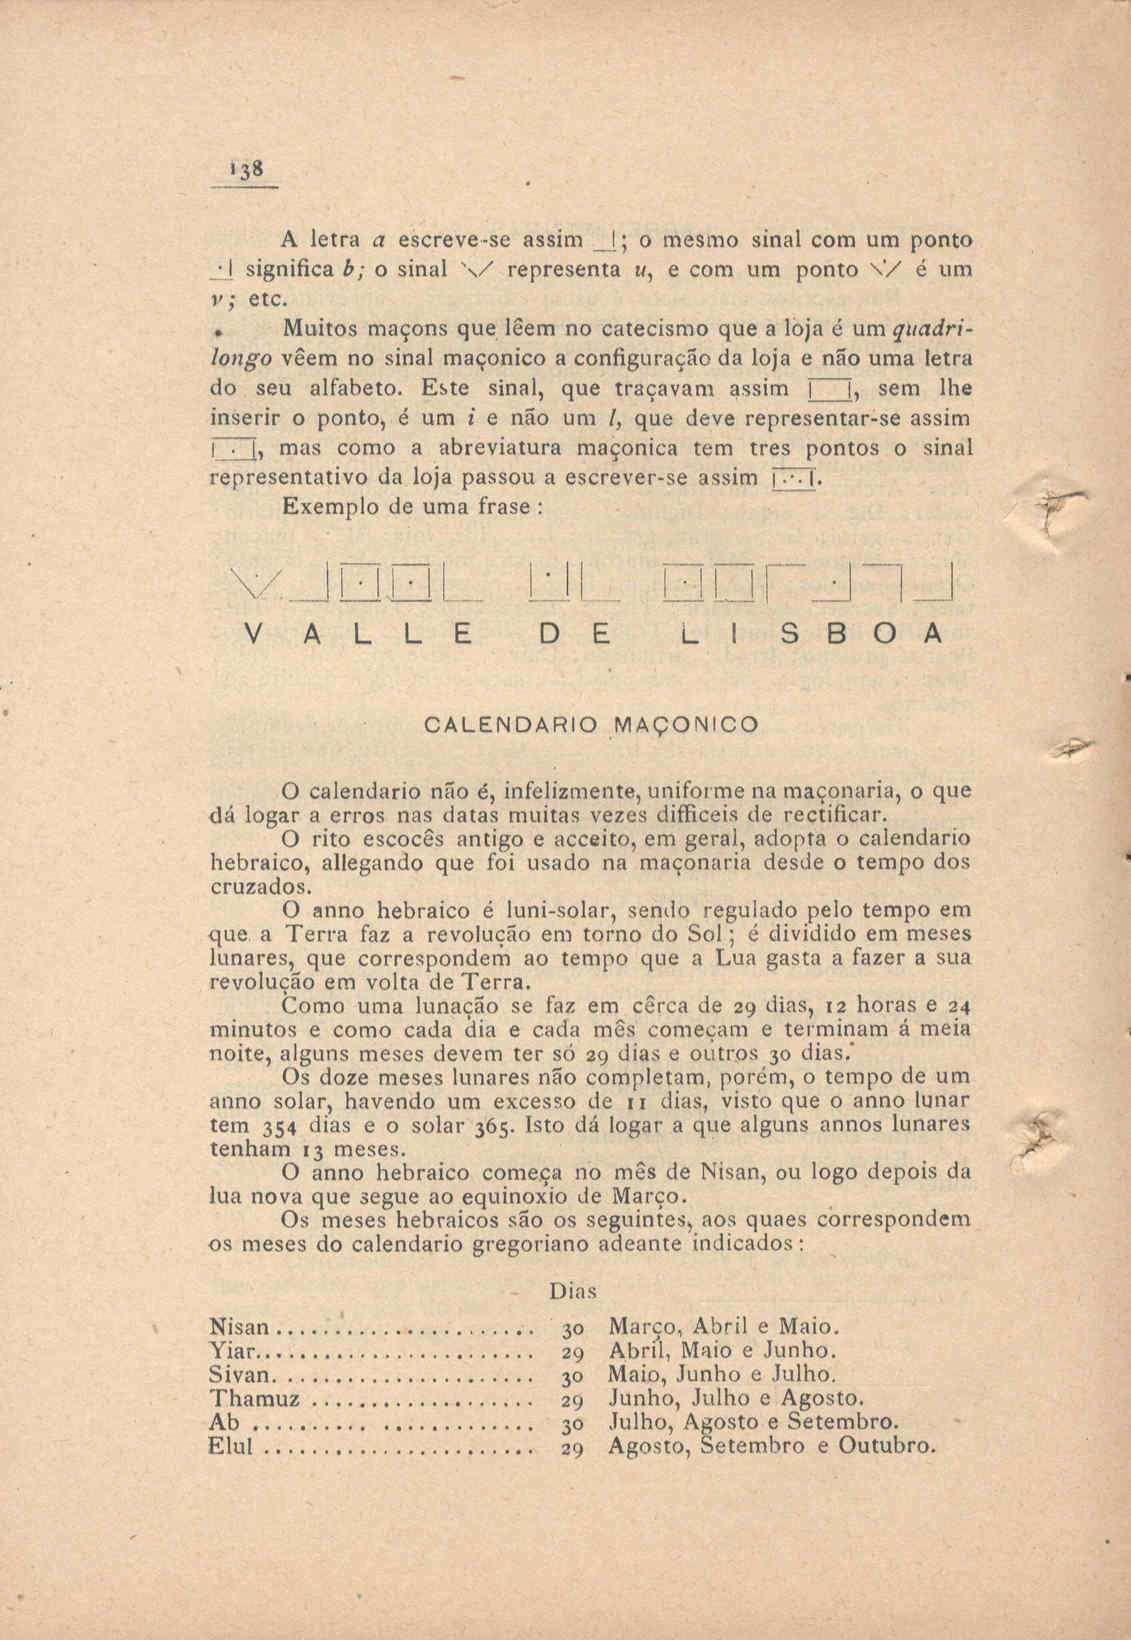 138
A letra a escreve-se assim _|; o mesmo sinal com um ponto
·| significa b; o sinal \/ representa u, e com um ponto \·/ é um
v; etc.
Muitos maçons que lêem no catecismo que a loja é um quadri-
longo vêem no sinal maçonico a configuração da loja e não uma letra
do seu alfabeto. Este sinal, que traçavam assim |‾_|, sem lhe
inserir o ponto, é um i e não um l, que deve representar-se assim
| · |, mas como a abreviatura maçonica tem tres pontos o sinal
representativo da loja passou a escrever-se assim |.·.|.
Exemplo de uma frase :
VALLE DE LISBOA
CALENDARIO MAÇONICO
O calendario não é, infelizmente, uniforme na maçonaria, o que
dá logar a erros nas datas muitas vezes difficeis de rectificar.
O rito escocês antigo e acceito, em geral, adopta o calendario
hebraico, allegando que foi usado na maçonaria desde o tempo dos
cruzados.
O anno hebraico é luni-solar, sendo regulado pelo tempo em
que a Terra faz a revolução em torno do Sol ; é dividido em meses
lunares, que correspondem ao tempo que a Lua gasta a fazer a sua
revolução em volta de Terra.
Como uma lunação se faz em cêrca de 29 dias, 12 horas e 24
minutos e como cada dia e cada mês começam e terminam á meia
noite, alguns meses devem ter só 29 dias e outros 30 dias.
Os doze meses lunares não completam, porém, o tempo de um
anno solar, havendo um excesso de 11 dias, visto que o anno lunar
tem 354 dias e o solar 365. Isto dá logar a que alguns annos lunares
tenham 13 meses.
O anno hebraico começa no mês de Nisan, ou logo depois da
lua nova que segue ao equinoxio de Março.
Os meses hebraicos são os seguintes, aos quaes correspondem
os meses do calendario gregoriano adeante indicados :
Dias
Nisan ...................... 30 Março, Abril e Maio.
Yiar........................ 29 Abril, Maio e Junho.
Sivan....................... 30 Maio, Junho e Julho.
Thamuz ................... 29 Junho, Julho e Agosto.
Ab ........................ 30 Julho, Agosto e Setembro.
Elul ....................... 29 Agosto, Setembro e Outubro.